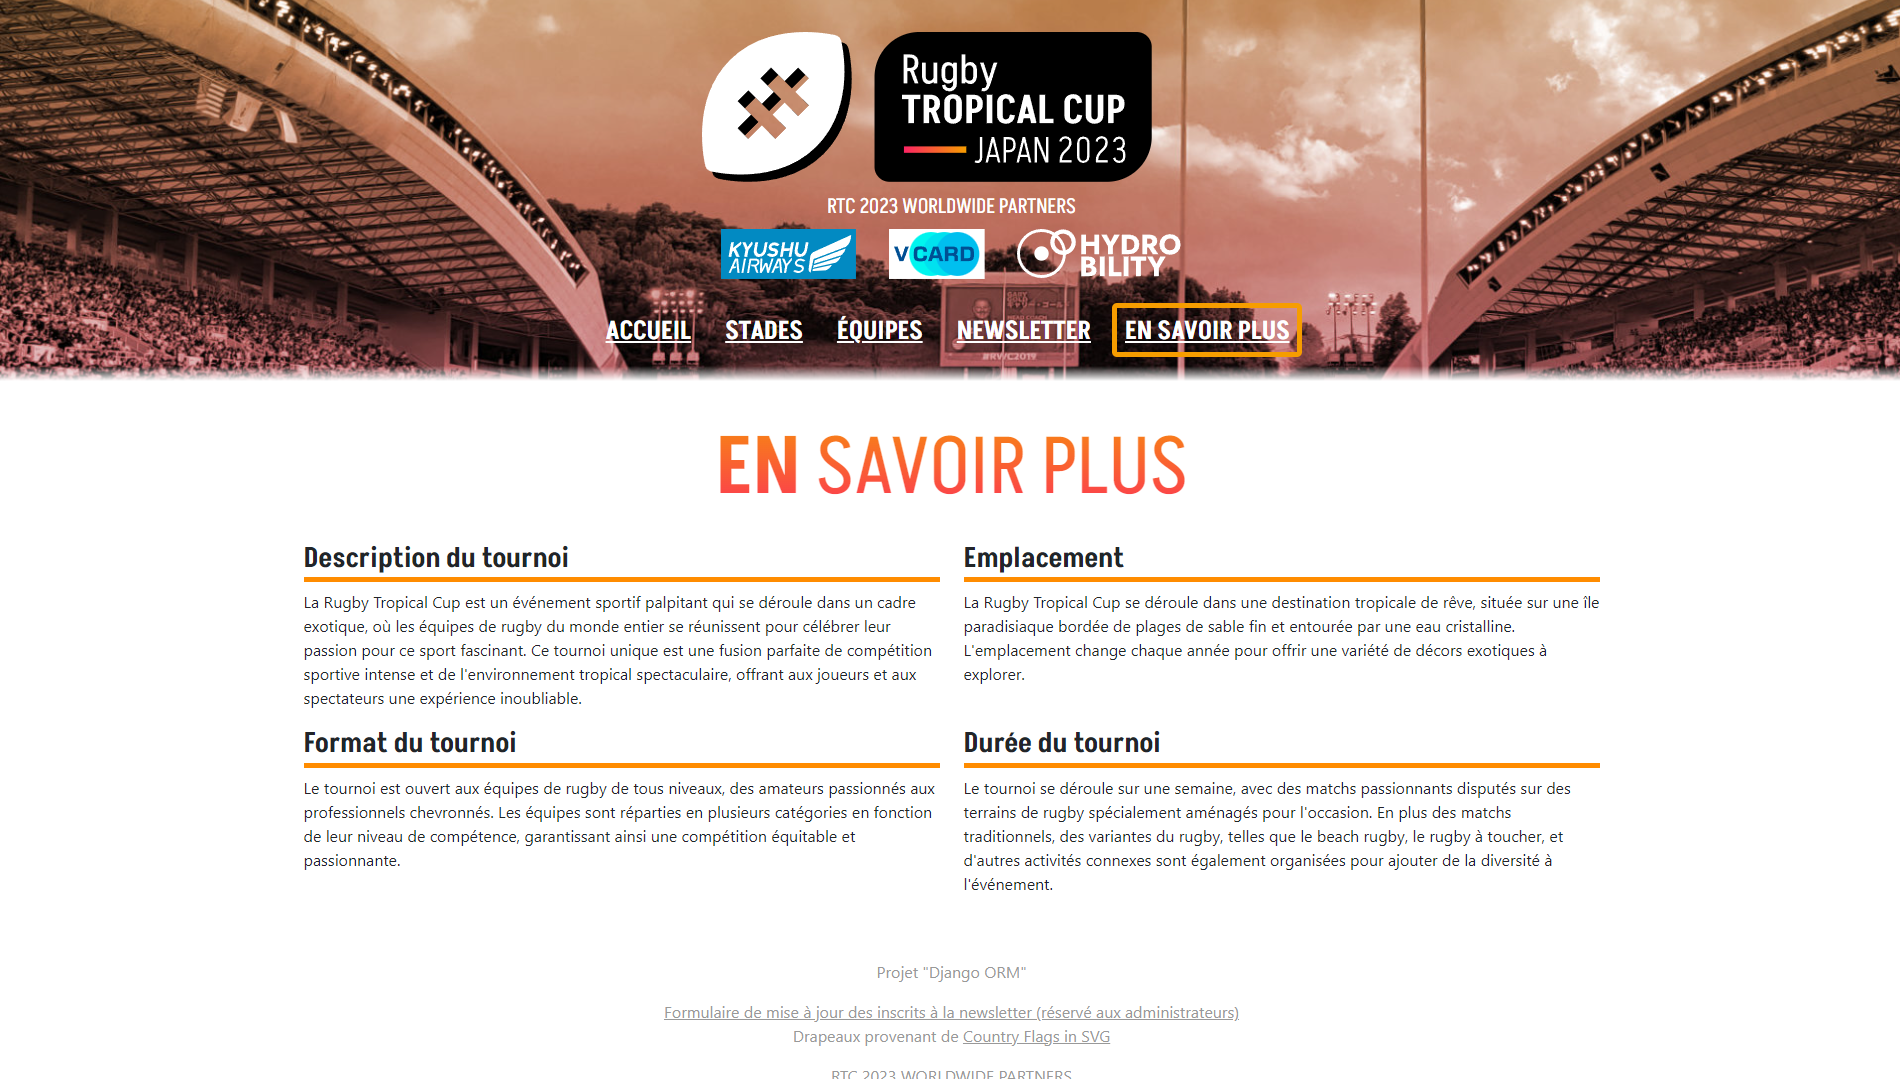 Rugby
TROPICAL CUP
JAPAN 2023
RTC 2023 WORLDWIDE PARTNERS
KYUSHU
AIRWAYS
V CARD
HYDRO
BILITY
ACCUEIL STADES ÉQUIPES NEWSLETTER EN SAVOIR PLUS
#RWC2019
EN SAVOIR PLUS
Description du tournoi
La Rugby Tropical Cup est un événement sportif palpitant qui se déroule dans un cadre
exotique, où les équipes de rugby du monde entier se réunissent pour célébrer leur
passion pour ce sport fascinant. Ce tournoi unique est une fusion parfaite de compétition
sportive intense et de l'environnement tropical spectaculaire, offrant aux joueurs et aux
spectateurs une expérience inoubliable.
Emplacement
La Rugby Tropical Cup se déroule dans une destination tropicale de rêve, située sur une île
paradisiaque bordée de plages de sable fin et entourée par une eau cristalline.
L'emplacement change chaque année pour offrir une variété de décors exotiques à
explorer.
Format du tournoi
Le tournoi est ouvert aux équipes de rugby de tous niveaux, des amateurs passionnés aux
professionnels chevronnés. Les équipes sont réparties en plusieurs catégories en fonction
de leur niveau de compétence, garantissant ainsi une compétition équitable et
passionnante.
Durée du tournoi
Le tournoi se déroule sur une semaine, avec des matchs passionnants disputés sur des
terrains de rugby spécialement aménagés pour l'occasion. En plus des matchs
traditionnels, des variantes du rugby, telles que le beach rugby, le rugby à toucher, et
d'autres activités connexes sont également organisées pour ajouter de la diversité à
l'événement.
Projet "Django ORM"
Formulaire de mise à jour des inscrits à la newsletter (réservé aux administrateurs)
Drapeaux provenant de Country Flags in SVG
RTC 2023 WORLDWIDE PARTNERS